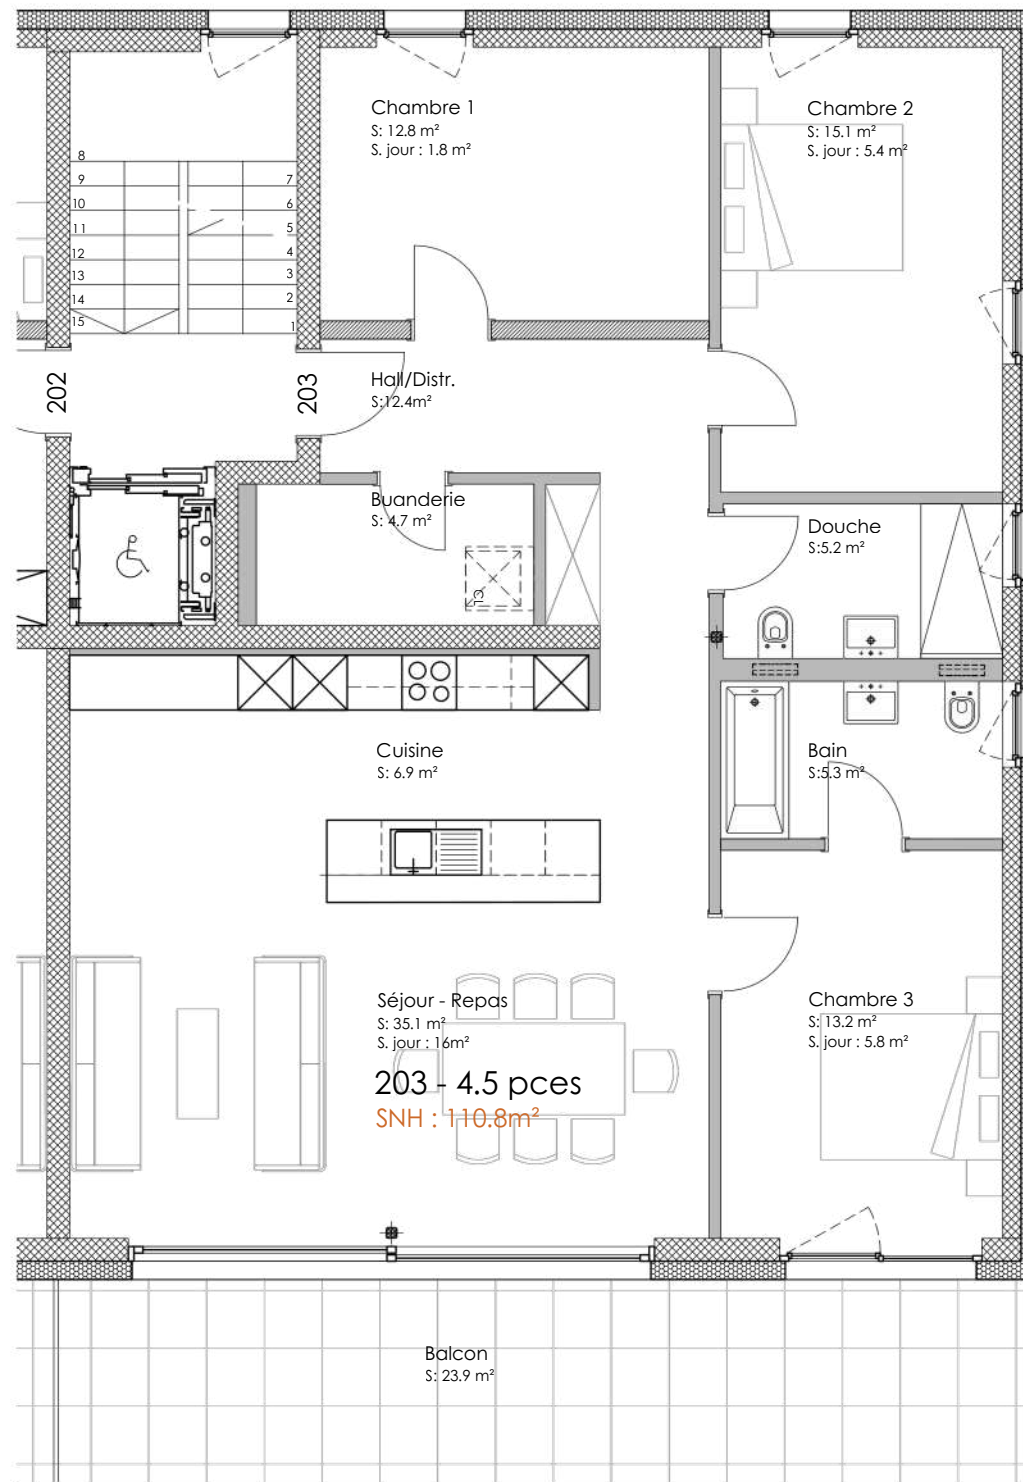 Chambre 1
S: 12.8 m²
S. jour : 1.8 m²
Chambre 2
S: 15.1 m²
S. jour : 5.4 m²
8
9
10
11
12
13
14
15
7
6
5
4
3
2
1
202
203
Hall/Distr.
S:12.4m²
Buanderie
S: 4.7 m²
CL
Douche
S:5.2 m²
Cuisine
S: 6.9 m²
Bain
S:5.3 m²
Séjour - Repas
S: 35.1 m²
S. jour : 16m²
203 - 4.5 pces
SNH : 110.8m²
Chambre 3
S: 13.2 m²
S. jour : 5.8 m²
Balcon
S: 23.9 m²